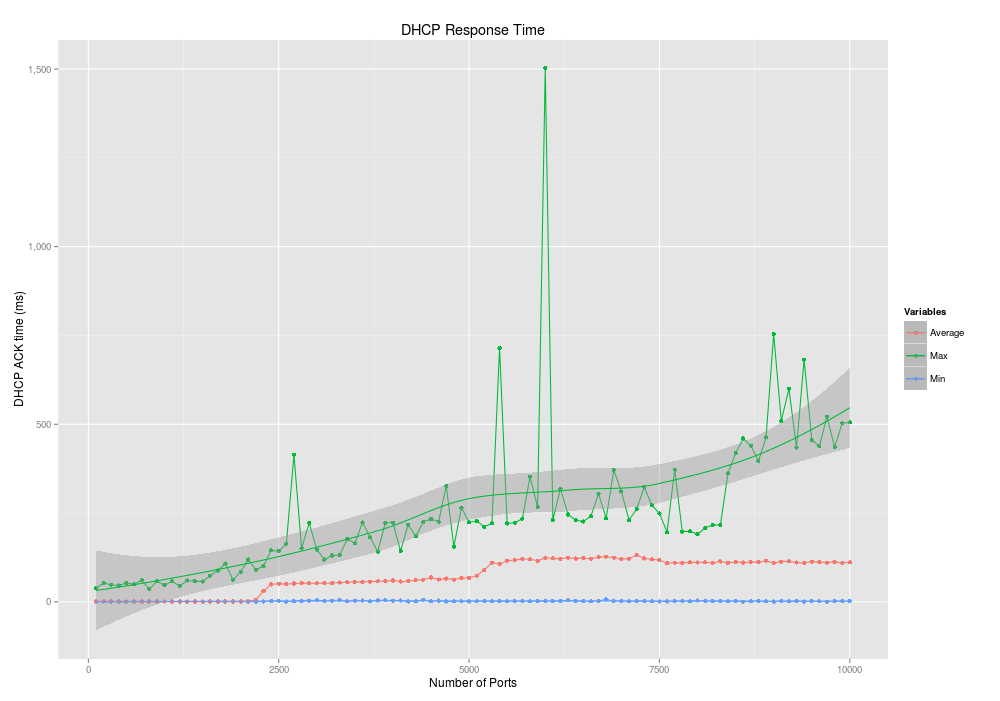 DHCP Response Time
1,500
1,000
500
0
DHCP ACK time (ms)
0 2500 5000 7500 10000
Number of Ports
Variables
Average
Max
Min